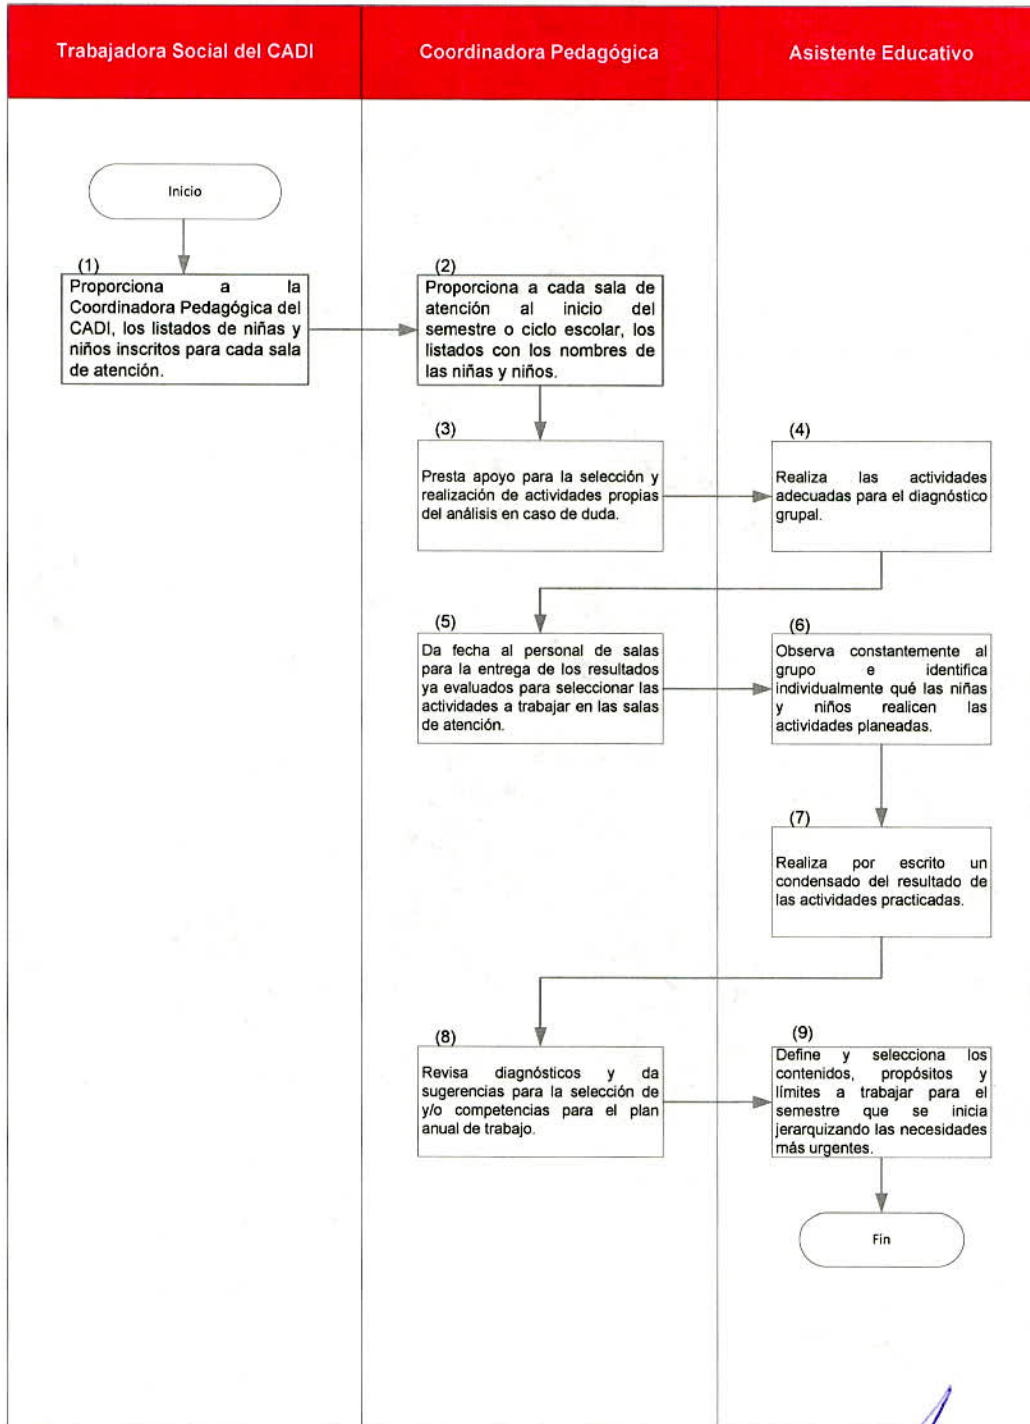 Trabajadora Social del CADI
Coordinadora Pedagógica
Asistente Educativo
Inicio
(1)
Proporciona a la
Coordinadora Pedagógica del
CADI, los listados de niñas y
niños inscritos para cada sala
de atención.
(2)
Proporciona a cada sala de
atención al inicio del
semestre o ciclo escolar, los
listados con los nombres de
las niñas y niños.
(3)
Presta apoyo para la selección y
realización de actividades propias
del análisis en caso de duda.
(4)
Realiza las actividades
adecuadas para el diagnóstico
grupal.
(5)
Da fecha al personal de salas
para la entrega de los resultados
ya evaluados para seleccionar las
actividades a trabajar en las salas
de atención.
(6)
Observa constantemente al
grupo e identifica
individualmente qué las niñas
y niños realicen las
actividades planeadas.
(7)
Realiza por escrito un
condensado del resultado de
las actividades practicadas.
(8)
Revisa diagnósticos y da
sugerencias para la selección de
y/o competencias para el plan
anual de trabajo.
(9)
Define y selecciona los
contenidos, propósitos y
límites a trabajar para el
semestre que se inicia
jerarquizando las necesidades
más urgentes.
Fin